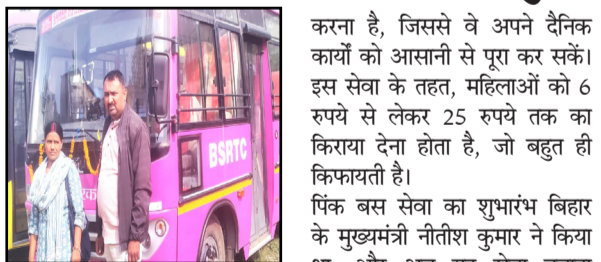 BSRTC
करना है, जिससे वे अपने दैनिक
कार्यों को आसानी से पूरा कर सकें।
इस सेवा के तहत, महिलाओं को 6
रुपये से लेकर 25 रुपये तक का
किराया देना होता है, जो बहुत ही
किफायती है।
पिंक बस सेवा का शुभारंभ बिहार
के मुख्यमंत्री नीतीश कुमार ने किया